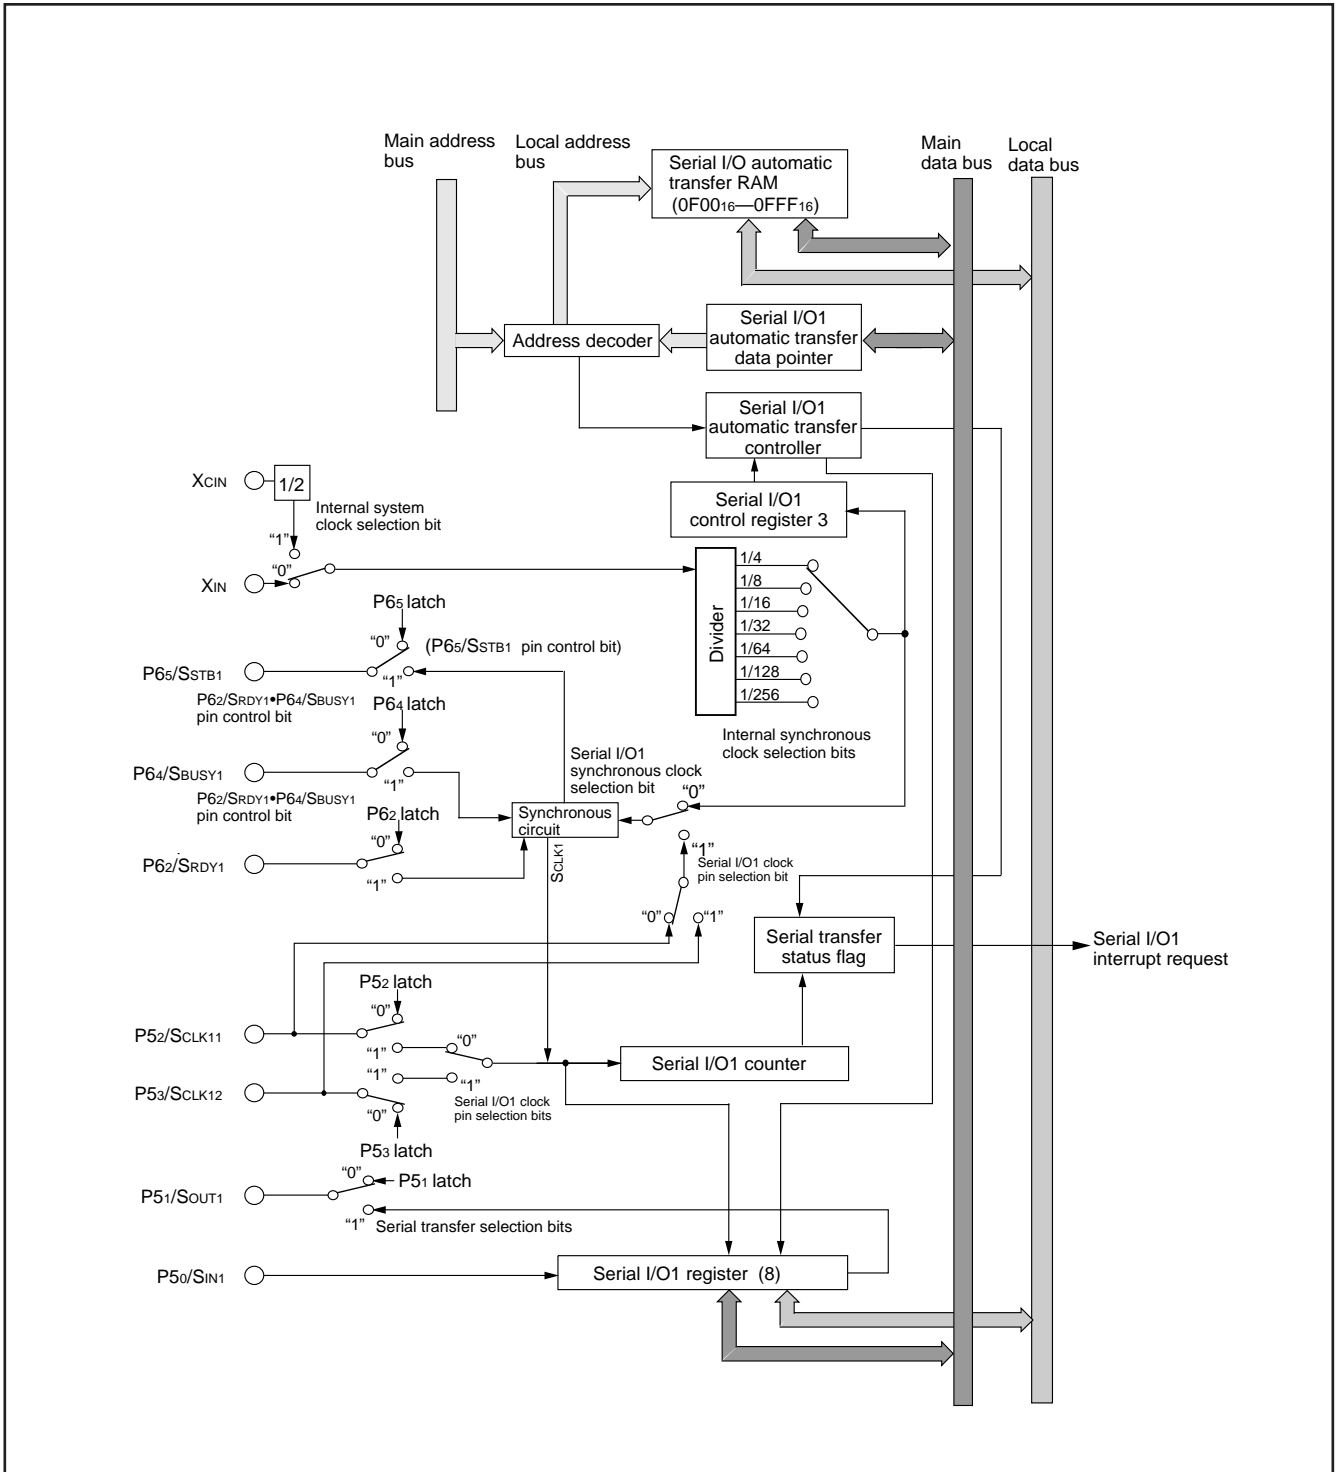 Main address
bus
Local address
bus
Serial I/O automatic
transfer RAM
(0F0016—0FFF16)
Main
data bus
Local
data bus
Address decoder
Serial I/O1
automatic transfer
data pointer
Serial I/O1
automatic transfer
controller
XCIN
1/2
Internal system
clock selection bit
“1”
“0”
XIN
Serial I/O1
control register 3
Divider
1/4
1/8
1/16
1/32
1/64
1/128
1/256
Internal synchronous
clock selection bits
P65 latch
“0”
(P65/SSTB1 pin control bit)
P65/SSTB1
“1”
P62/SRDY1•P64/SBUSY1
pin control bit
P64 latch
“0”
P64/SBUSY1
“1”
P62/SRDY1•P64/SBUSY1
pin control bit
P62 latch
“0”
P62/SRDY1
“1”
Serial I/O1
synchronous clock
selection bit
“0”
Synchronous
circuit
“1”
SCLK1
Serial I/O1 clock
pin selection bit
“0”
“1”
Serial transfer
status flag
Serial I/O1
interrupt request
P52 latch
“0”
P52/SCLK11
“1”
“0”
Serial I/O1 counter
P53/SCLK12
“1”
“1”
Serial I/O1 clock
pin selection bits
“0”
P53 latch
“0”
P51 latch
P51/SOUT1
“1”
Serial transfer selection bits
P50/SIN1
Serial I/O1 register (8)